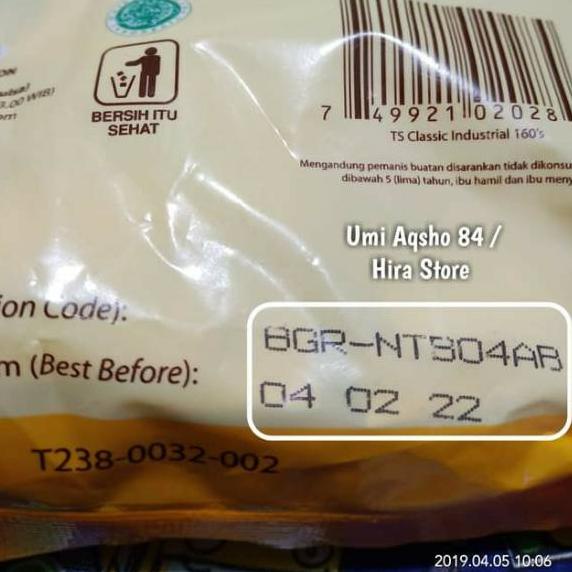 BERSIH ITU
SEHAT
7 49921 02028
TS Classic Industrial 160's
Mengandung pemanis buatan disarankan tidak dikonsu
dibawah 5 (lima) tahun, ibu hamil dan ibu meny
Umi Aqsho 84 /
Hira Store
ion Code):
BGR-NTB04AB
m (Best Before):
04 02 22
T238-0032-002
2019.04.05 10:06